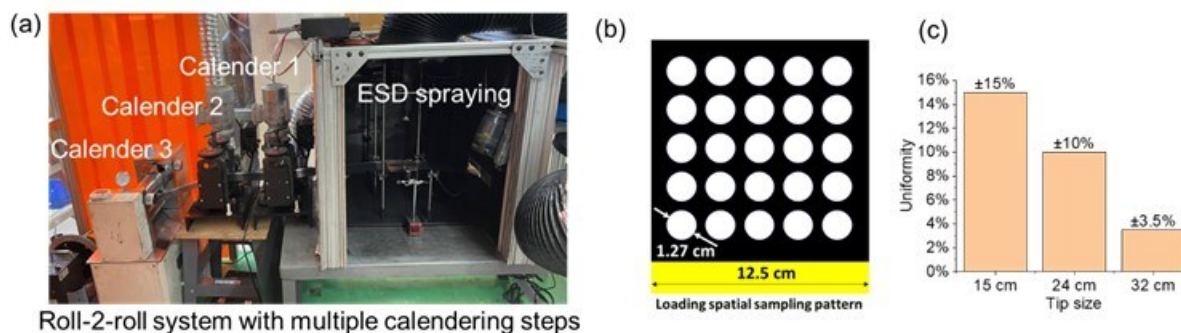 (a)
Calender 1
Calender 2
Calender 3
ESD spraying
Roll-2-roll system with multiple calendering steps
(b)
1.27 cm
12.5 cm
Loading spatial sampling pattern
(c)
Uniformity
16%
14%
12%
10%
8%
6%
4%
2%
0%
±15%
±10%
±3.5%
15 cm
24 cm
32 cm
Tip size